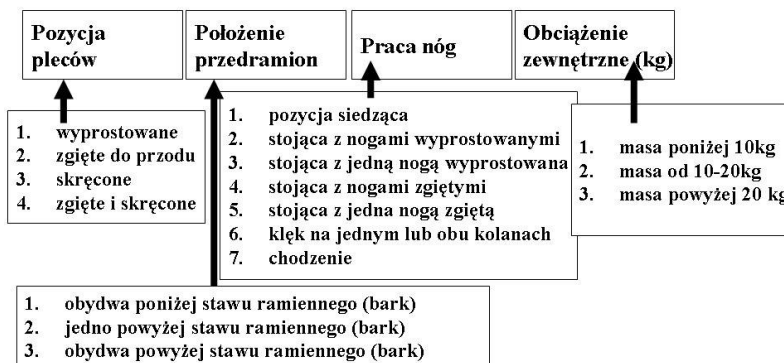 Pozycja
pleców
Położenie
przedramion
Praca nóg
Obciążenie
zewnętrzne (kg)
1. wyprostowane
2. zgięte do przodu
3. skręcone
4. zgięte i skręcone
1. pozycja siedząca
2. stojąca z nogami wyprostowanymi
3. stojąca z jedną nogą wyprostowana
4. stojąca z nogami zgiętymi
5. stojąca z jedna nogą zgiętą
6. klęk na jednym lub obu kolanach
7. chodzenie
1. masa poniżej 10kg
2. masa od 10-20kg
3. masa powyżej 20 kg
1. obydwa poniżej stawu ramiennego (bark)
2. jedno powyżej stawu ramiennego (bark)
3. obydwa powyżej stawu ramiennego (bark)